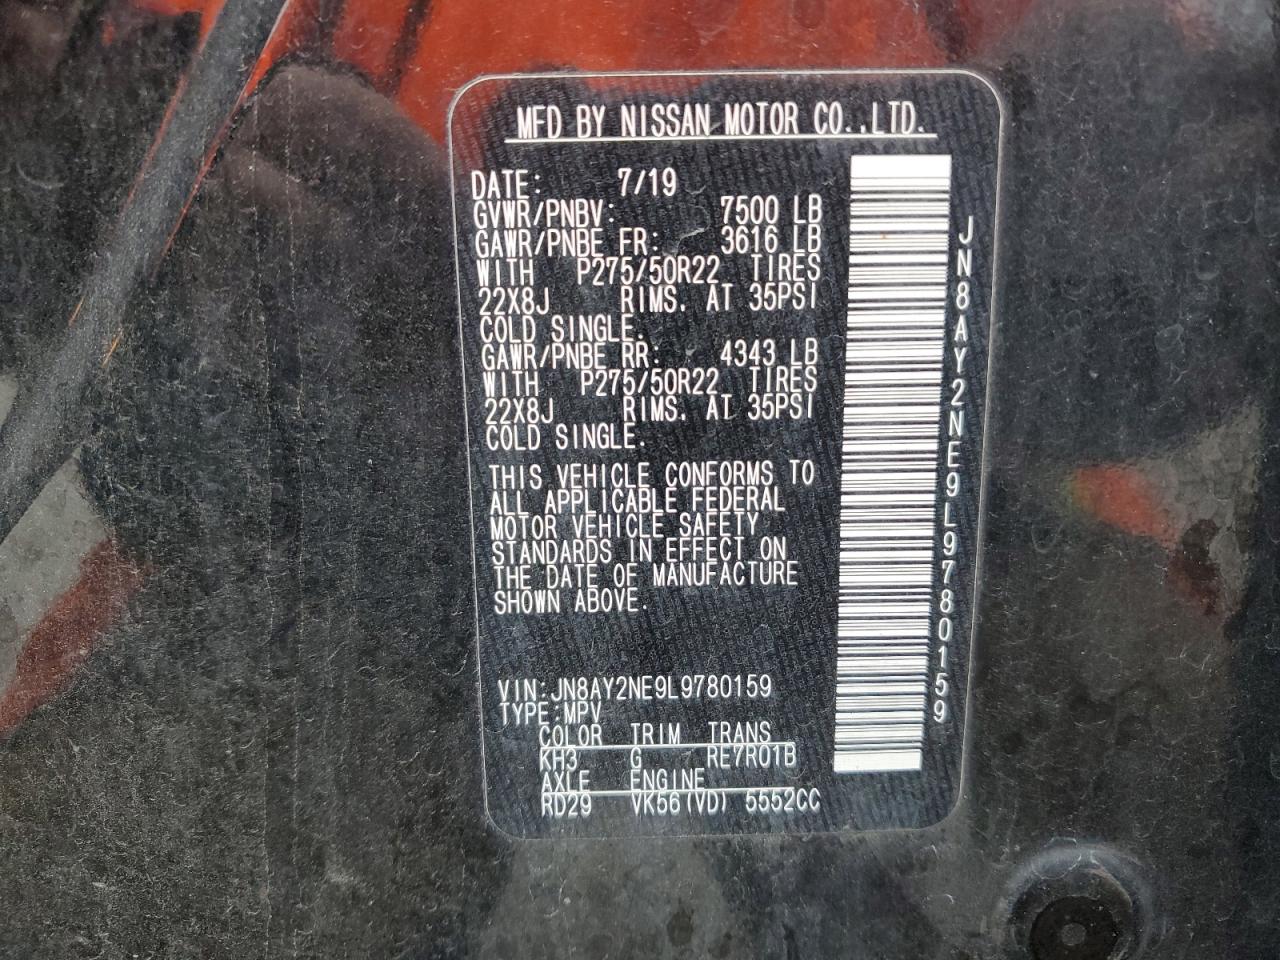 MFD BY NISSAN MOTOR CO.,LTD.
DATE: 7/19
GVWR/PNBV: 7500 LB
GAWR/PNBE FR: 3616 LB
WITH P275/50R22 TIRES
22X8J RIMS. AT 35PSI
COLD SINGLE.
GAWR/PNBE RR: 4343 LB
WITH P275/50R22 TIRES
22X8J RIMS. AT 35PSI
COLD SINGLE.
THIS VEHICLE CONFORMS TO
ALL APPLICABLE FEDERAL
MOTOR VEHICLE SAFETY
STANDARDS IN EFFECT ON
THE DATE OF MANUFACTURE
SHOWN ABOVE.
VIN:JN8AY2NE9L9780159
TYPE:MPV
COLOR TRIM TRANS
KH3 G RE7R01B
AXLE ENGINE
RD29 VK56(VD) 5552CC
JN8AY2NE9L9780159